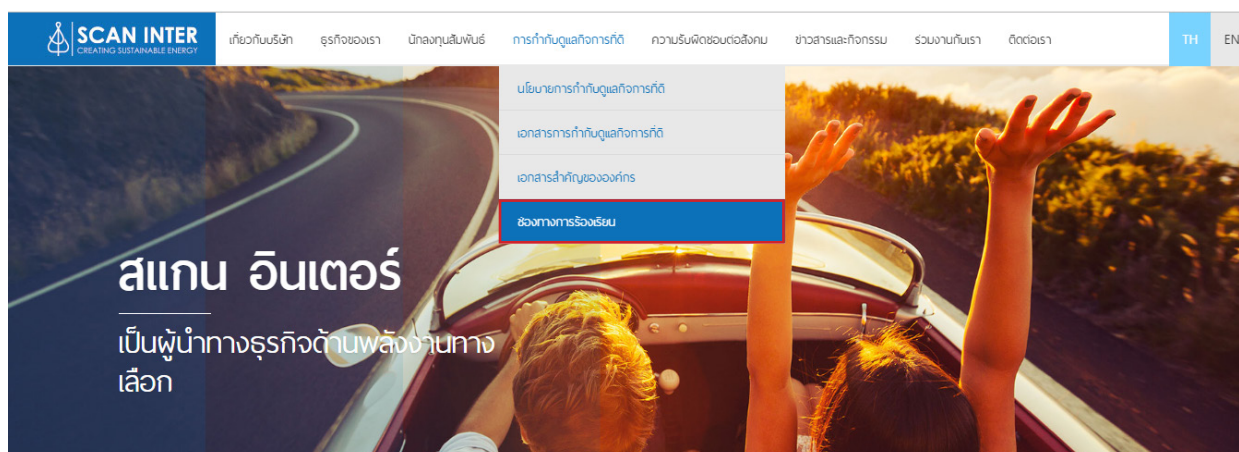 SCAN INTER
CREATING SUSTAINABLE ENERGY
เกี่ยวกับบริษัท ธุรกิจของเรา นักลงทุนสัมพันธ์ การกำกับดูแลกิจการที่ดี ความรับผิดชอบต่อสังคม ข่าวสารและกิจกรรม ร่วมงานกับเรา ติดต่อเรา TH EN
นโยบายการกำกับดูแลกิจการที่ดี
เอกสารการกำกับดูแลกิจการที่ดี
เอกสารสำคัญขององค์กร
ช่องทางการร้องเรียน
สแกน อินเตอร์
เป็นผู้นำทางธุรกิจด้านพลังงานทาง
เลือก